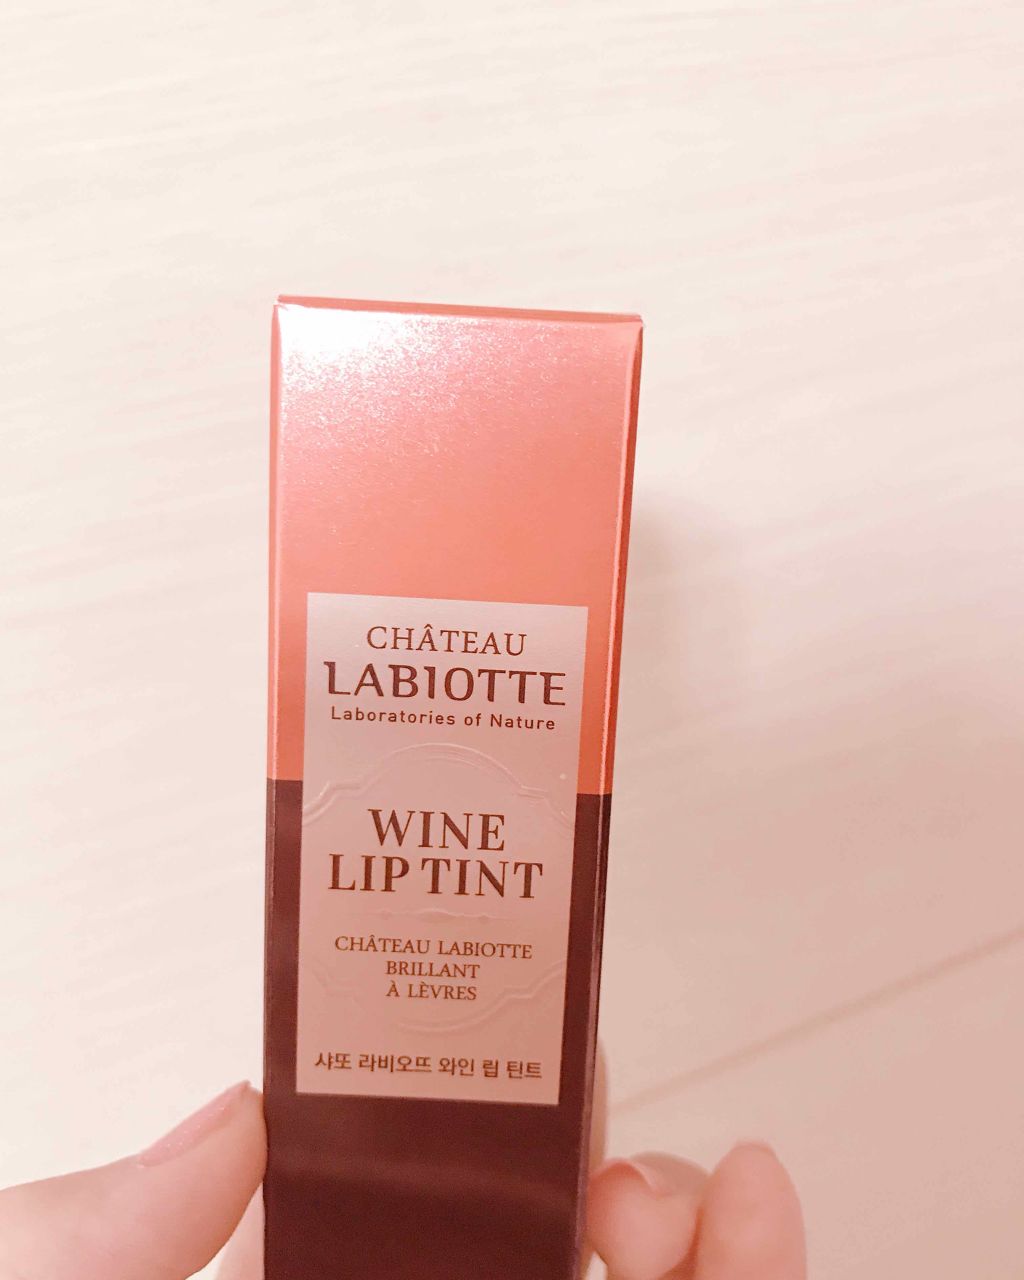 CHÂTEAU
LABIOTTE
Laboratories of Nature
WINE
LIP TINT
CHÂTEAU LABIOTTE
BRILLANT
À LÈVRES
샤또 라비오뜨 와인 립 틴트